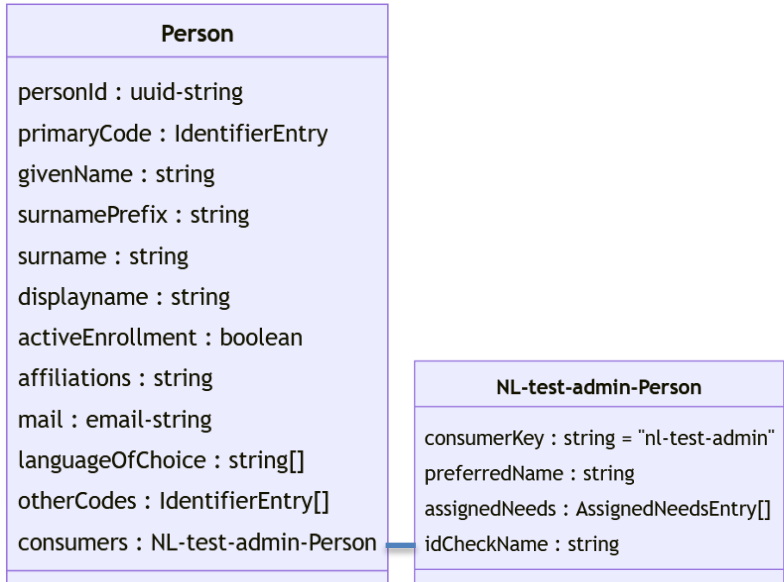 Person
personId : uuid-string
primaryCode : IdentifierEntry
givenName : string
surnamePrefix : string
surname : string
displayname : string
activeEnrollment : boolean
affiliations : string
mail : email-string
languageOfChoice : string[]
otherCodes : IdentifierEntry[]
consumers : NL-test-admin-Person
NL-test-admin-Person
consumerKey : string = "nl-test-admin"
preferredName : string
assignedNeeds : AssignedNeedsEntry[]
idCheckName : string